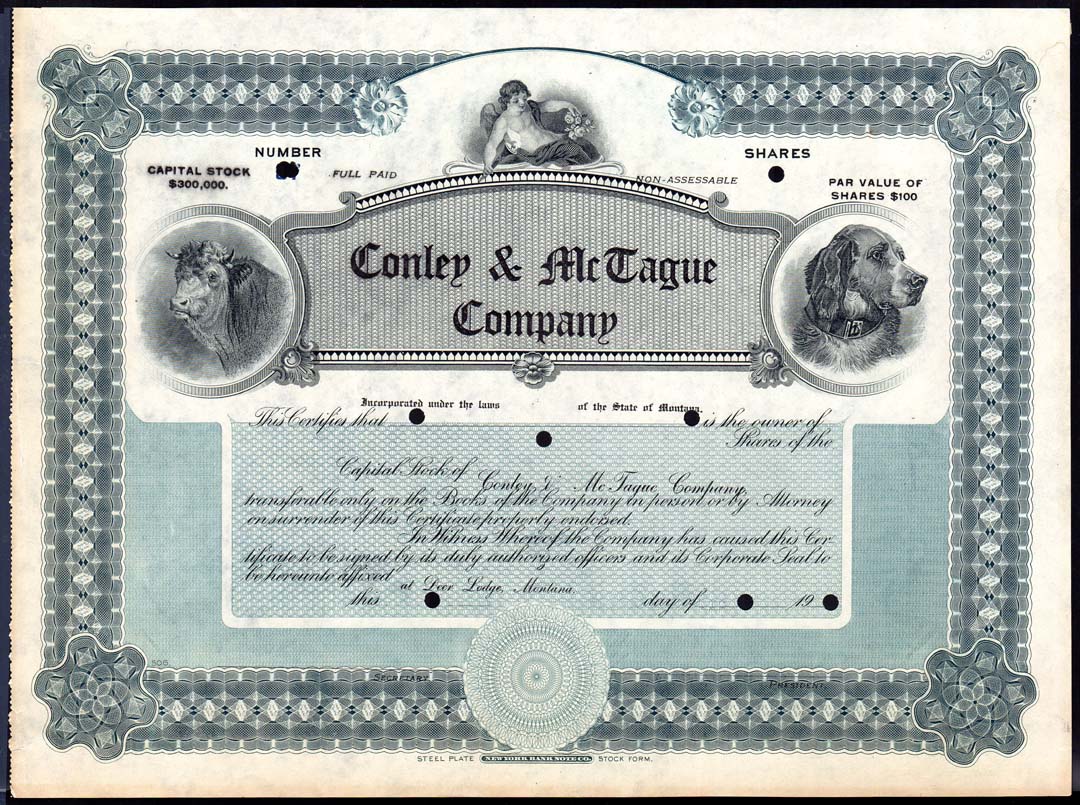 NUMBER
SHARES
CAPITAL STOCK
$300,000.
FULL PAID
NON-ASSESSABLE
PAR VALUE OF
SHARES $100
Conley & McTague
Company
Incorporated under the laws of the State of Montana.
This Certifies that is the owner of
Shares of the
Capital Stock of Conley & Mc Tague Company
transferable only on the Books of the Company in person or by Attorney
on surrender of this Certificate properly endorsed.
In Witness Whereof the Company has caused this Cer
tificate to be signed by its duly authorized officers and its Corporate Seal to
be hereunto affixed
at Deer Lodge, Montana,
this day of 19
506
SECRETARY
PRESIDENT.
STEEL PLATE NEW YORK BANK NOTE CO. STOCK FORM.